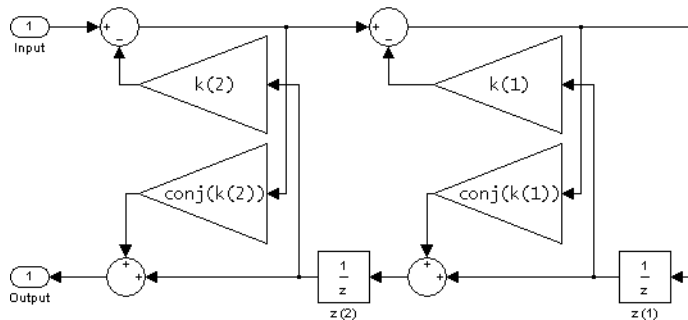 1
Input
k(2)
k(1)
conj(k(2))
conj(k(1))
1
Output
1
z
z(2)
1
z
z(1)